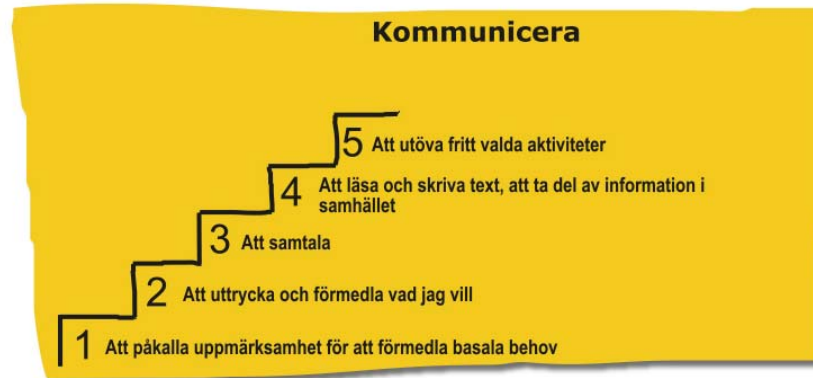 Kommunicera
5 Att utöva fritt valda aktiviteter
4 Att läsa och skriva text, att ta del av information i
samhället
3 Att samtala
2 Att uttrycka och förmedla vad jag vill
1 Att påkalla uppmärksamhet för att förmedla basala behov